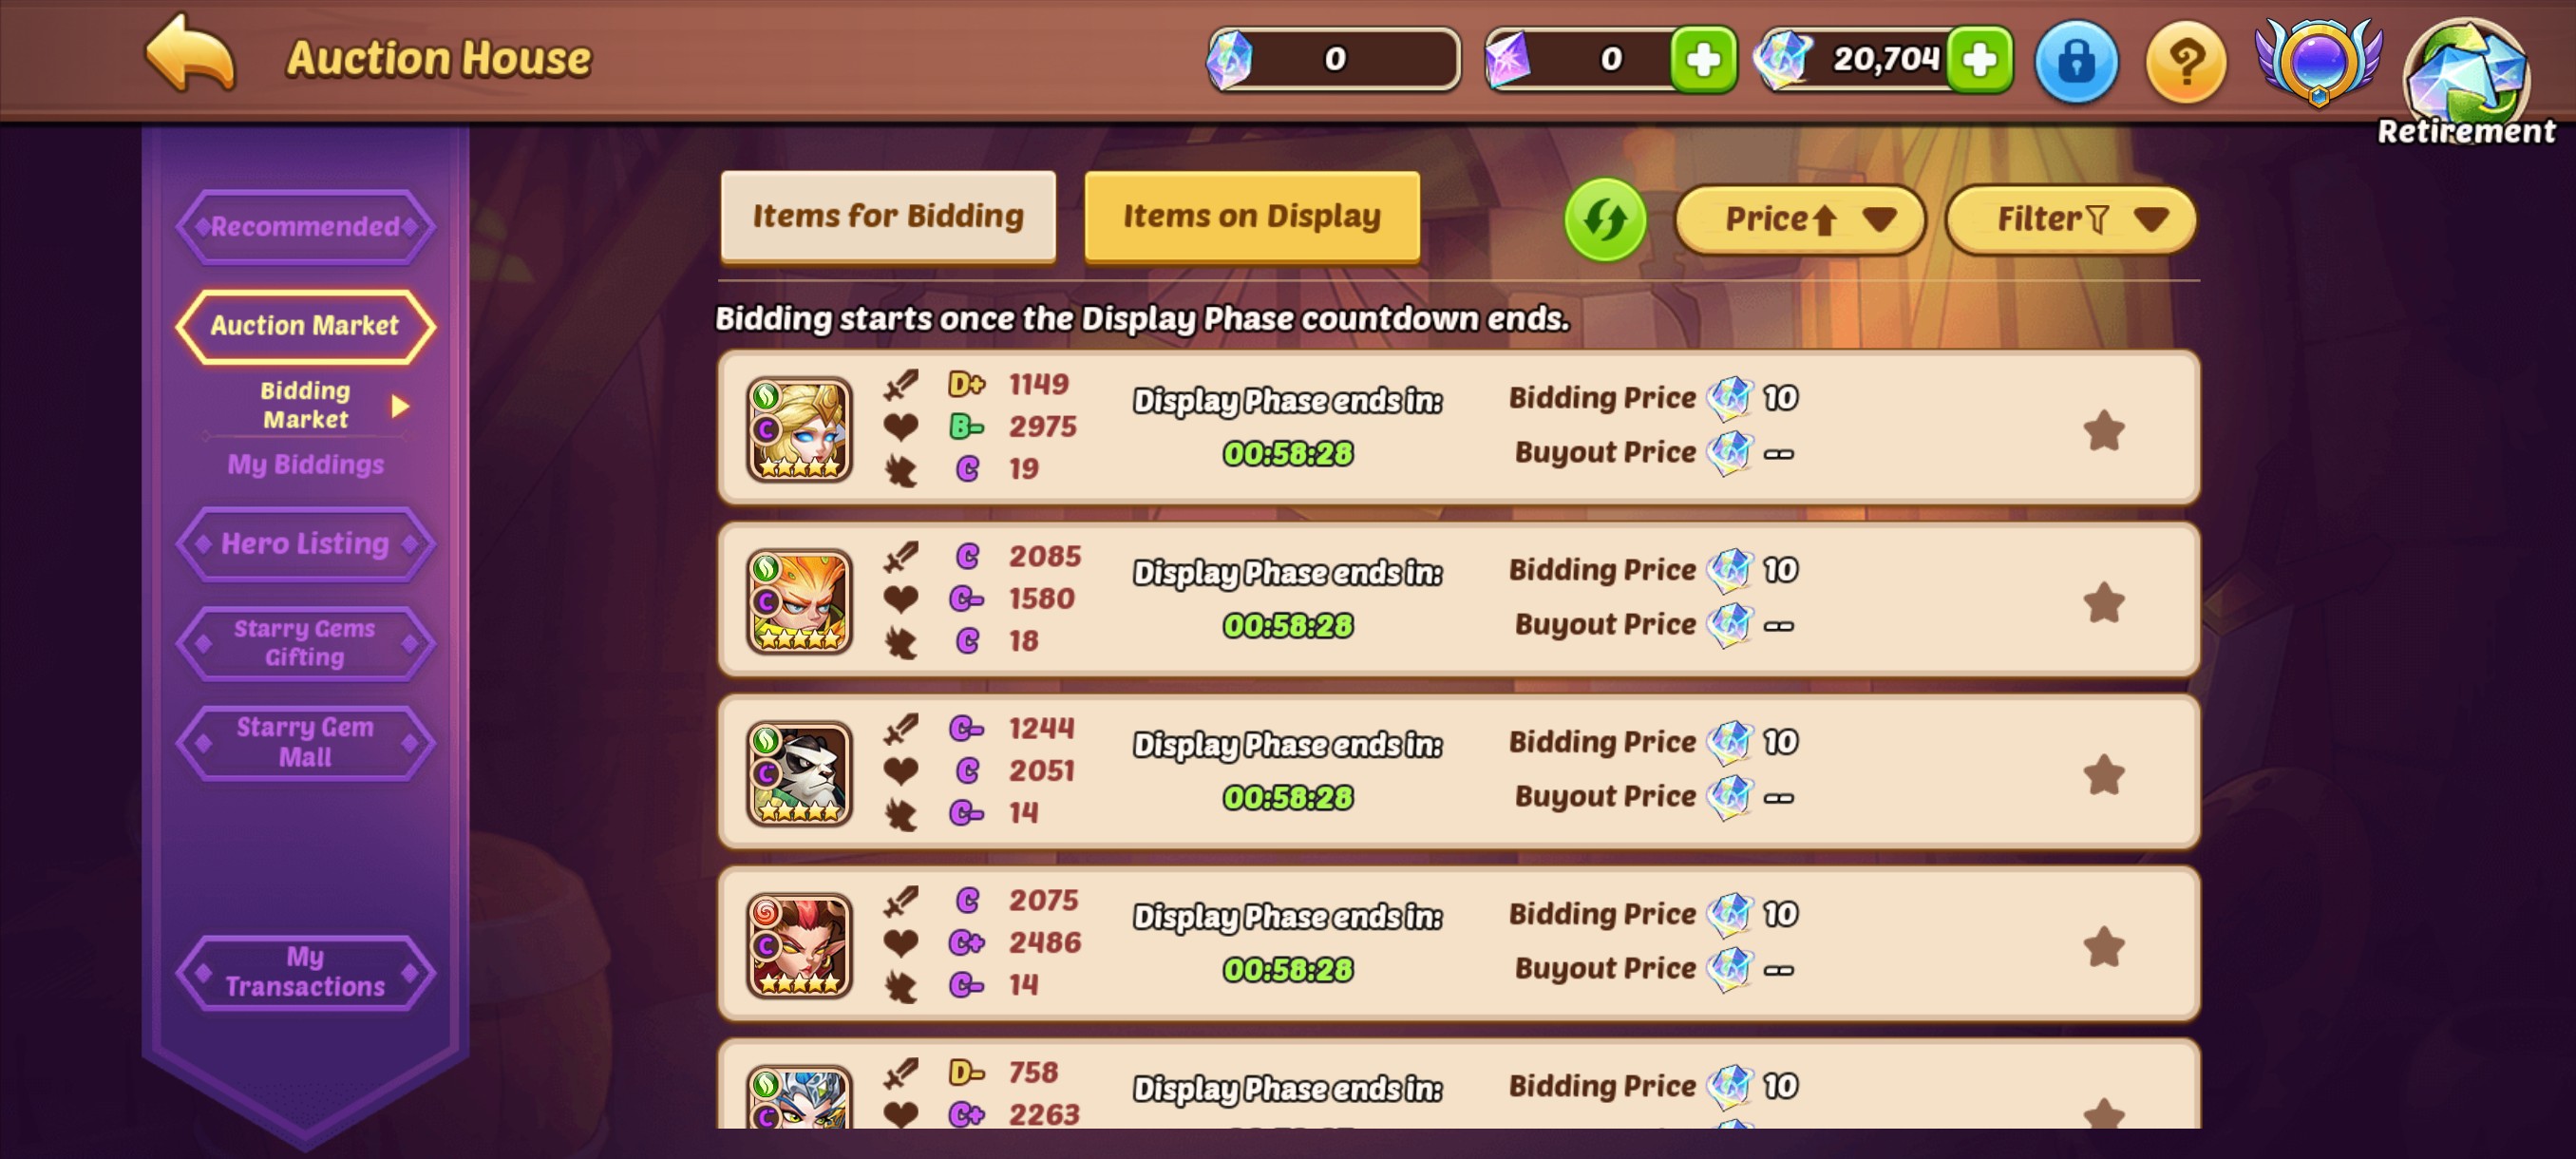 Auction House
0
0
20,704
Retirement
Recommended
Auction Market
Bidding
Market
My Biddings
Hero Listing
Starry Gems
Gifting
Starry Gem
Mall
My
Transactions
Items for Bidding
Items on Display
Price
Filter
Bidding starts once the Display Phase countdown ends.
C
D+ 1149
B- 2975
C 19
Display Phase ends in:
00:58:28
Bidding Price 10
Buyout Price --
C
C 2085
C- 1580
C 18
Display Phase ends in:
00:58:28
Bidding Price 10
Buyout Price --
C-
C- 1244
C 2051
C- 14
Display Phase ends in:
00:58:28
Bidding Price 10
Buyout Price --
C
C 2075
C+ 2486
C- 14
Display Phase ends in:
00:58:28
Bidding Price 10
Buyout Price --
D- 758
C+ 2263
Display Phase ends in:
Bidding Price 10